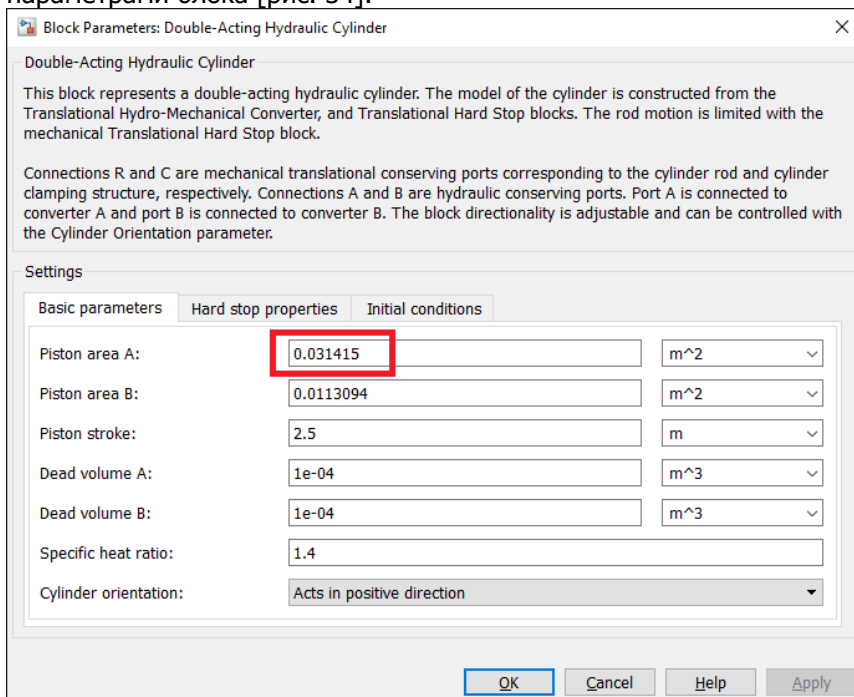 параметрами блока [рис. 34].
Block Parameters: Double-Acting Hydraulic Cylinder
Double-Acting Hydraulic Cylinder
This block represents a double-acting hydraulic cylinder. The model of the cylinder is constructed from the
Translational Hydro-Mechanical Converter, and Translational Hard Stop blocks. The rod motion is limited with the
mechanical Translational Hard Stop block.
Connections R and C are mechanical translational conserving ports corresponding to the cylinder rod and cylinder
clamping structure, respectively. Connections A and B are hydraulic conserving ports. Port A is connected to
converter A and port B is connected to converter B. The block directionality is adjustable and can be controlled with
the Cylinder Orientation parameter.
Settings
Basic parameters Hard stop properties Initial conditions
Piston area A: 0.031415 m^2
Piston area B: 0.0113094 m^2
Piston stroke: 2.5 m
Dead volume A: 1e-04 m^3
Dead volume B: 1e-04 m^3
Specific heat ratio: 1.4
Cylinder orientation: Acts in positive direction
OK Cancel Help Apply